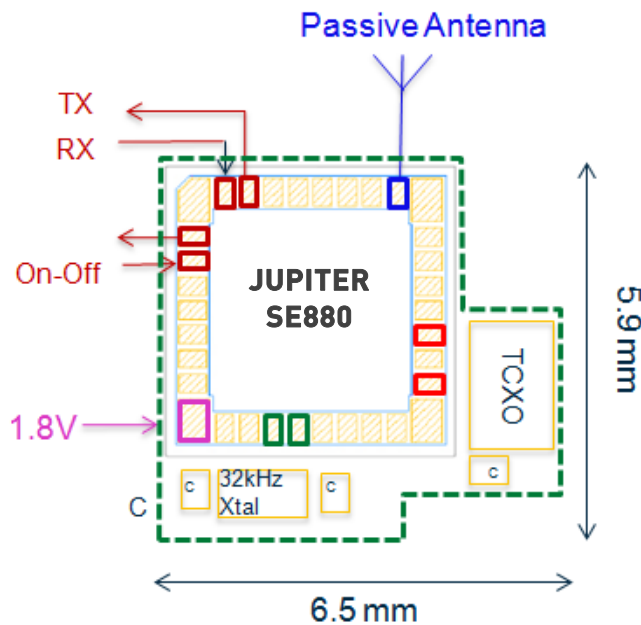 Passive Antenna
TX
RX
On-Off
JUPITER
SE880
TCXO
5.9 mm
1.8V
c
32kHz
Xtal
c
c
C
6.5 mm